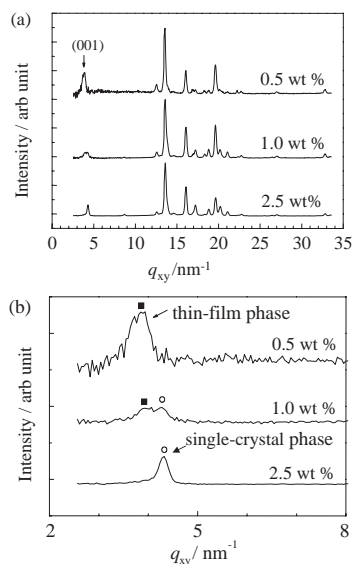 (a)
(001)
0.5 wt %
1.0 wt %
2.5 wt%
Intensity / arb unit
0 5 10 15 20 25 30 35
qxy/nm-1
(b)
thin-film phase
0.5 wt %
1.0 wt %
single-crystal phase
2.5 wt %
Intensity / arb unit
2 5 8
qxy/ nm-1